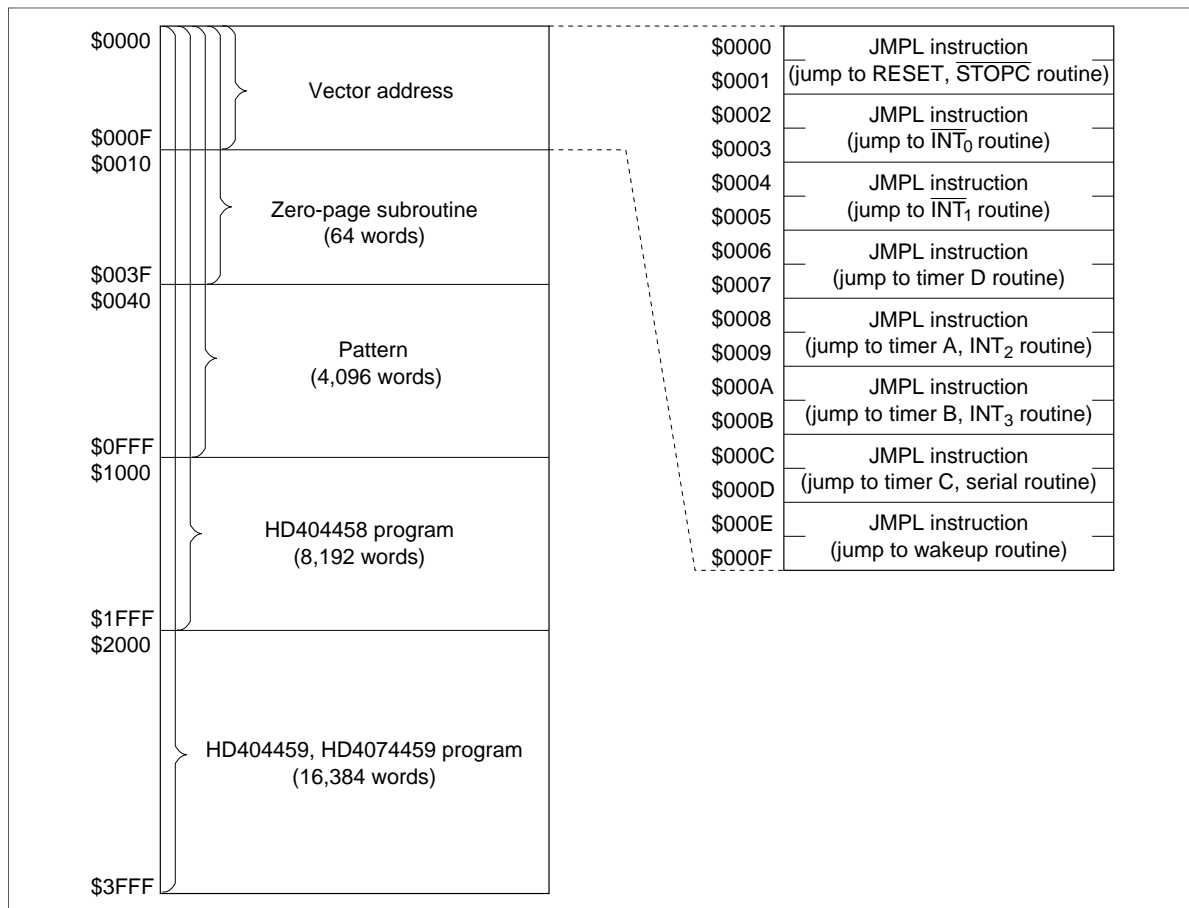 $0000
Vector address
$000F
$0010
Zero-page subroutine
(64 words)
$003F
$0040
Pattern
(4,096 words)
$0FFF
$1000
HD404458 program
(8,192 words)
$1FFF
$2000
HD404459, HD4074459 program
(16,384 words)
$3FFF
$0000
JMPL instruction
$0001
(jump to RESET, STOPC routine)
$0002
JMPL instruction
$0003
(jump to INT0 routine)
$0004
JMPL instruction
$0005
(jump to INT1 routine)
$0006
JMPL instruction
$0007
(jump to timer D routine)
$0008
JMPL instruction
$0009
(jump to timer A, INT2 routine)
$000A
JMPL instruction
$000B
(jump to timer B, INT3 routine)
$000C
JMPL instruction
$000D
(jump to timer C, serial routine)
$000E
JMPL instruction
$000F
(jump to wakeup routine)